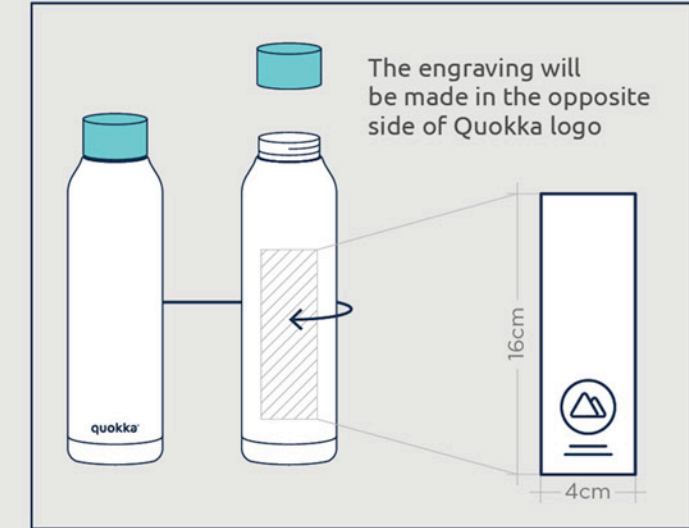 The engraving will
be made in the opposite
side of Quokka logo
quokka
16cm
4cm